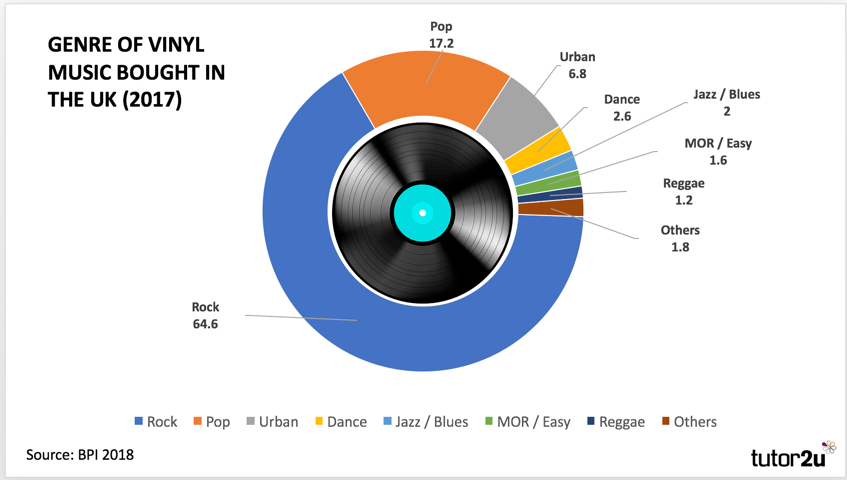 GENRE OF VINYL
MUSIC BOUGHT IN
THE UK (2017)
Pop
17.2
Urban
6.8
Dance
2.6
Jazz / Blues
2
MOR / Easy
1.6
Reggae
1.2
Others
1.8
Rock
64.6
Rock Pop Urban Dance Jazz / Blues MOR / Easy Reggae Others
Source: BPI 2018
tutor2u